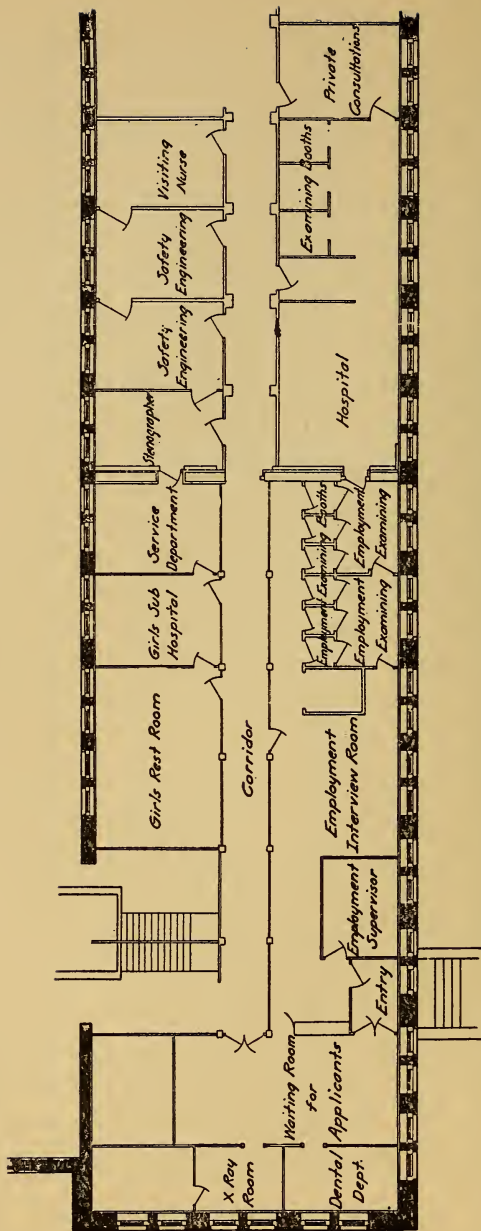 Visiting
Nurse
Safety
Engineering
Safety
Engineering
Stenographer
Service
Department
Girls Sub
Hospital
Girls Rest Room
Corridor
Private
Consultations
Examining Booths
Hospital
Employment Examining Booths
Employment
Examining
Employment
Examining
Employment
Interview Room
Employment
Supervisor
Entry
Waiting Room
for
Applicants
X Ray
Room
Dental
Dept.